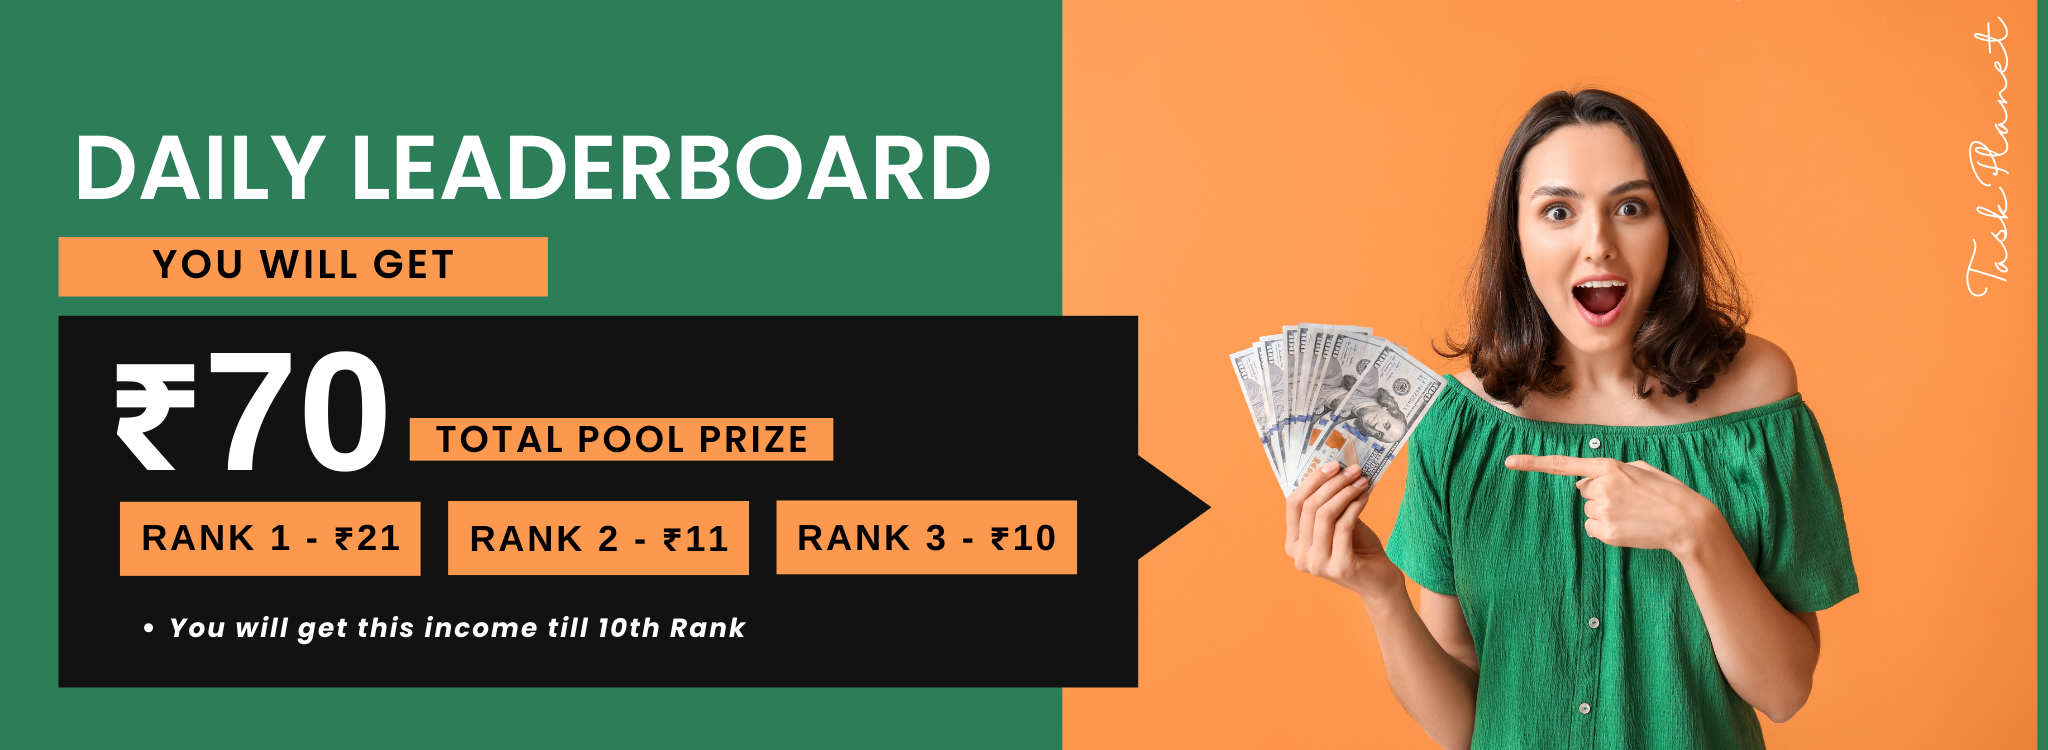 DAILY LEADERBOARD
YOU WILL GET
₹70
TOTAL POOL PRIZE
RANK 1 - ₹21
RANK 2 - ₹11
RANK 3 - ₹10
• You will get this income till 10th Rank
Task Planet